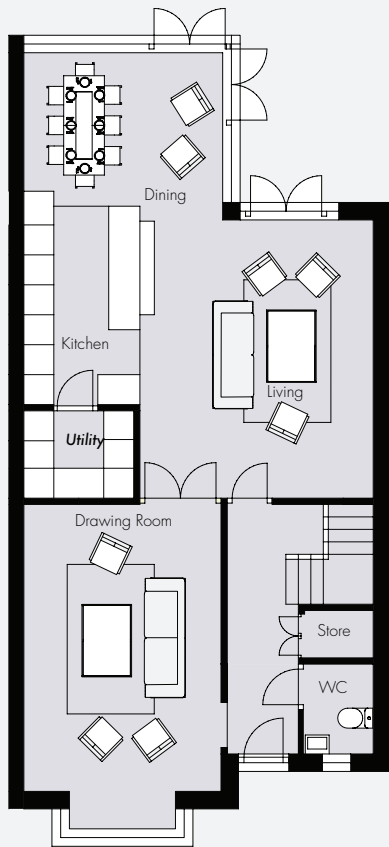 Dining
Kitchen
Living
Utility
Drawing Room
Store
WC